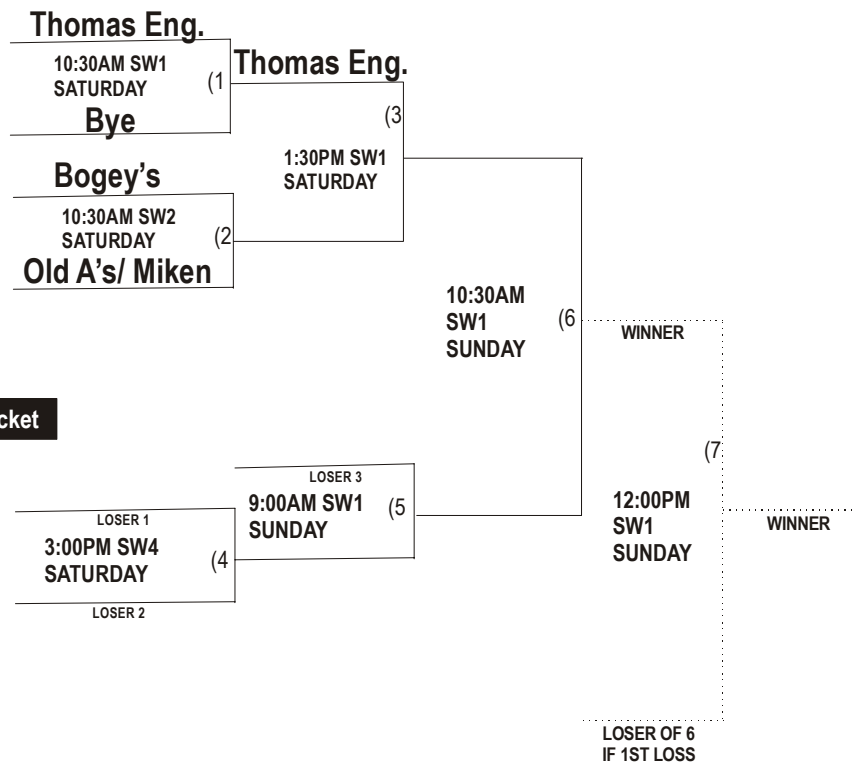 Thomas Eng.
10:30AM SW1
SATURDAY
(1
Bye
Thomas Eng.
(3
1:30PM SW1
SATURDAY
Bogey's
10:30AM SW2
SATURDAY
(2
Old A's/ Miken
10:30AM
SW1
SUNDAY
(6
WINNER
cket
LOSER 3
9:00AM SW1
SUNDAY
(5
LOSER 1
3:00PM SW4
SATURDAY
(4
LOSER 2
(7
12:00PM
SW1
SUNDAY
WINNER
LOSER OF 6
IF 1ST LOSS